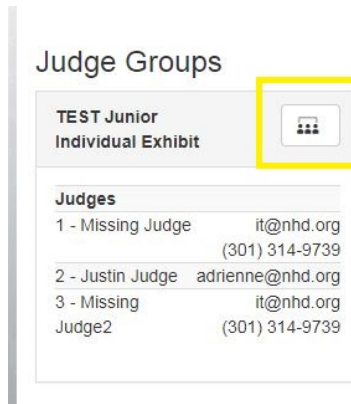 Judge Groups
TEST Junior
Individual Exhibit
Judges
1 - Missing Judge it@nhd.org
(301) 314-9739
2 - Justin Judge adrienne@nhd.org
3 - Missing it@nhd.org
Judge2 (301) 314-9739